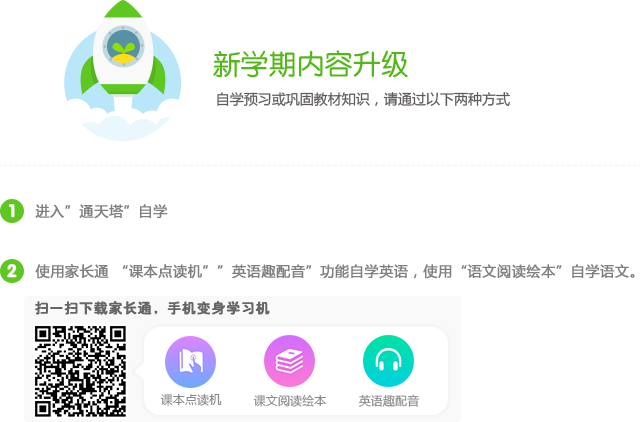 新学期内容升级
自学预习或巩固教材知识，请通过以下两种方式
1 进入”通天塔”自学
2 使用家长通 “课本点读机””英语趣配音”功能自学英语，使用“语文阅读绘本”自学语文。
扫一扫下载家长通，手机变身学习机
课本点读机
课文阅读绘本
英语趣配音